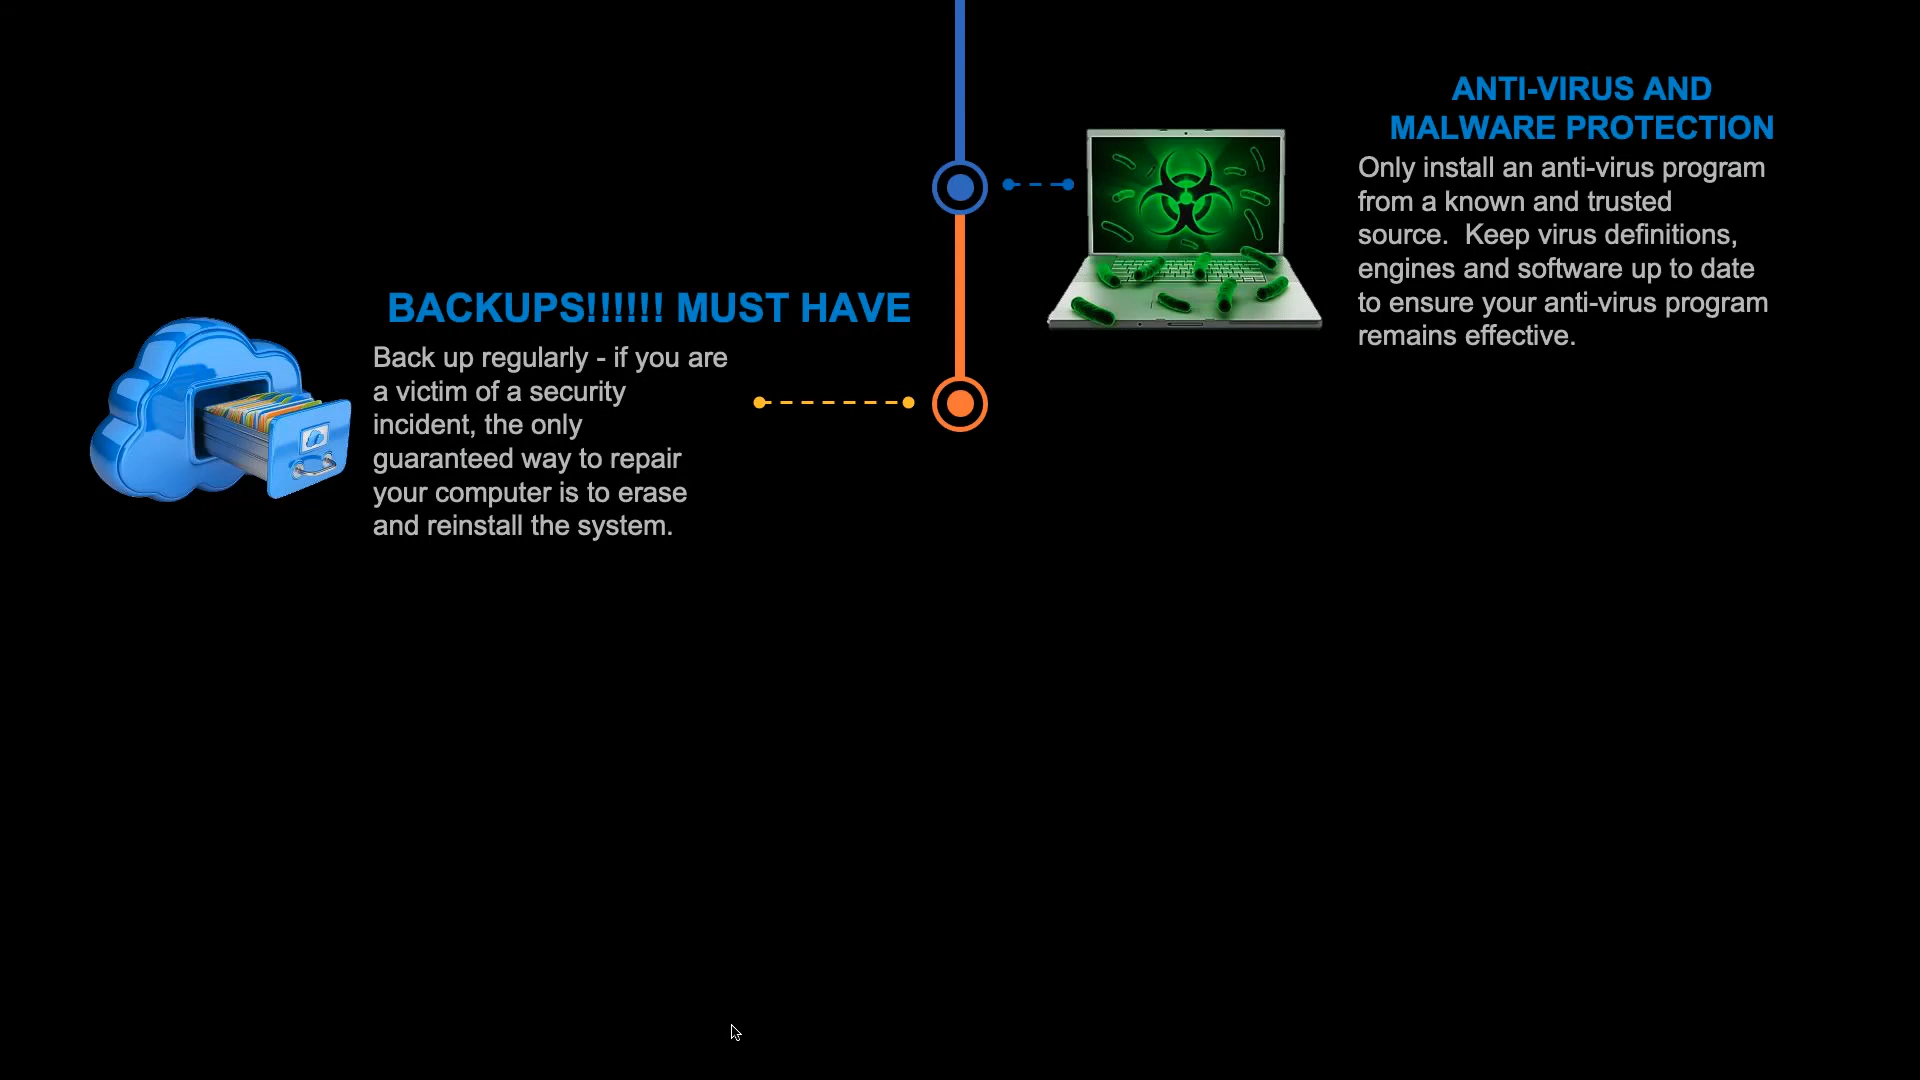 ANTI-VIRUS AND
MALWARE PROTECTION
Only install an anti-virus program
from a known and trusted
source.  Keep virus definitions,
engines and software up to date
to ensure your anti-virus program
remains effective.
BACKUPS!!!!!! MUST HAVE
Back up regularly - if you are
a victim of a security
incident, the only
guaranteed way to repair
your computer is to erase
and reinstall the system.